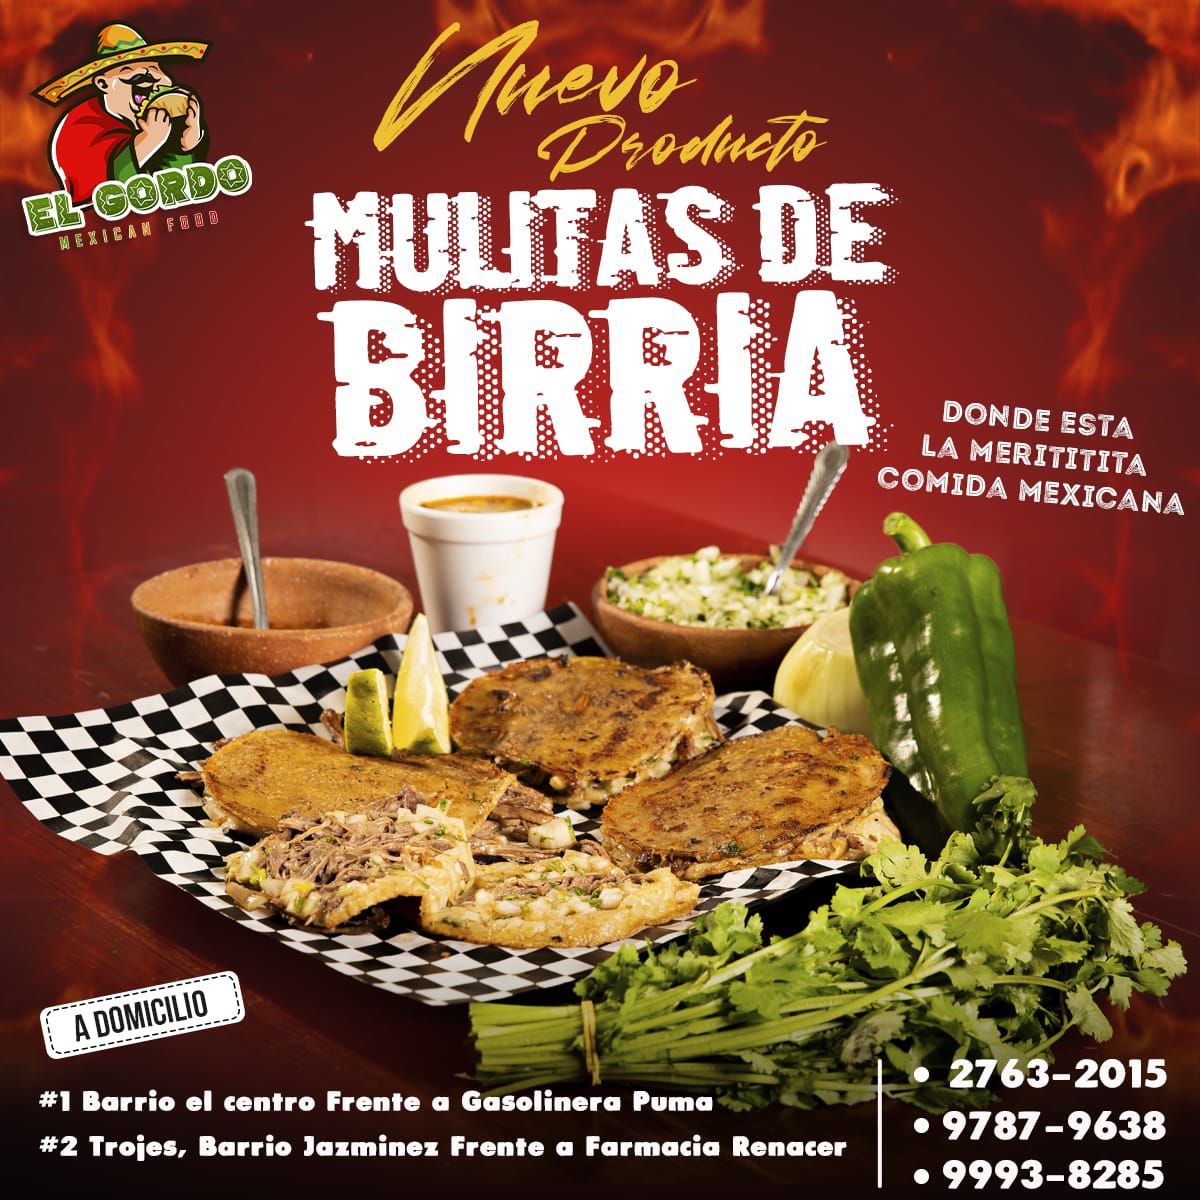 EL GORDO
MEXICAN FOOD
Nuevo
Producto
MULITAS DE
BIRRIA
DONDE ESTA
LA MERITITITA
COMIDA MEXICANA
A DOMICILIO
#1 Barrio el centro Frente a Gasolinera Puma
#2 Trojes, Barrio Jazminez Frente a Farmacia Renacer
• 2763-2015
• 9787-9638
• 9993-8285